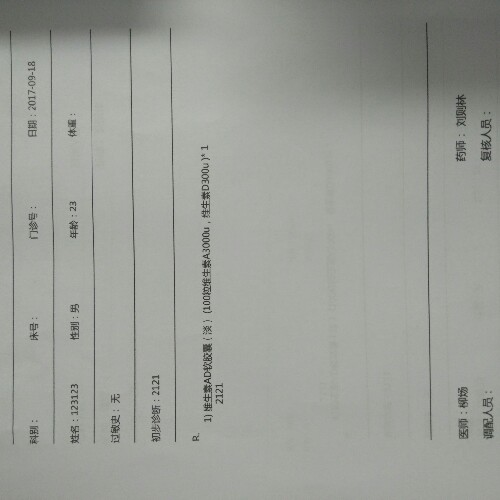 科别： 床号： 门诊号： 日期：2017-09-18
姓名：123123 性别：男 年龄：23 体重：
过敏史：无
初步诊断：2121
R.
1) 维生素AD软胶囊（淡）(100粒维生素A3000u，维生素D300u )* 1
2121
医师：柳炀 药师： 刘则林
调配人员： 复核人员：